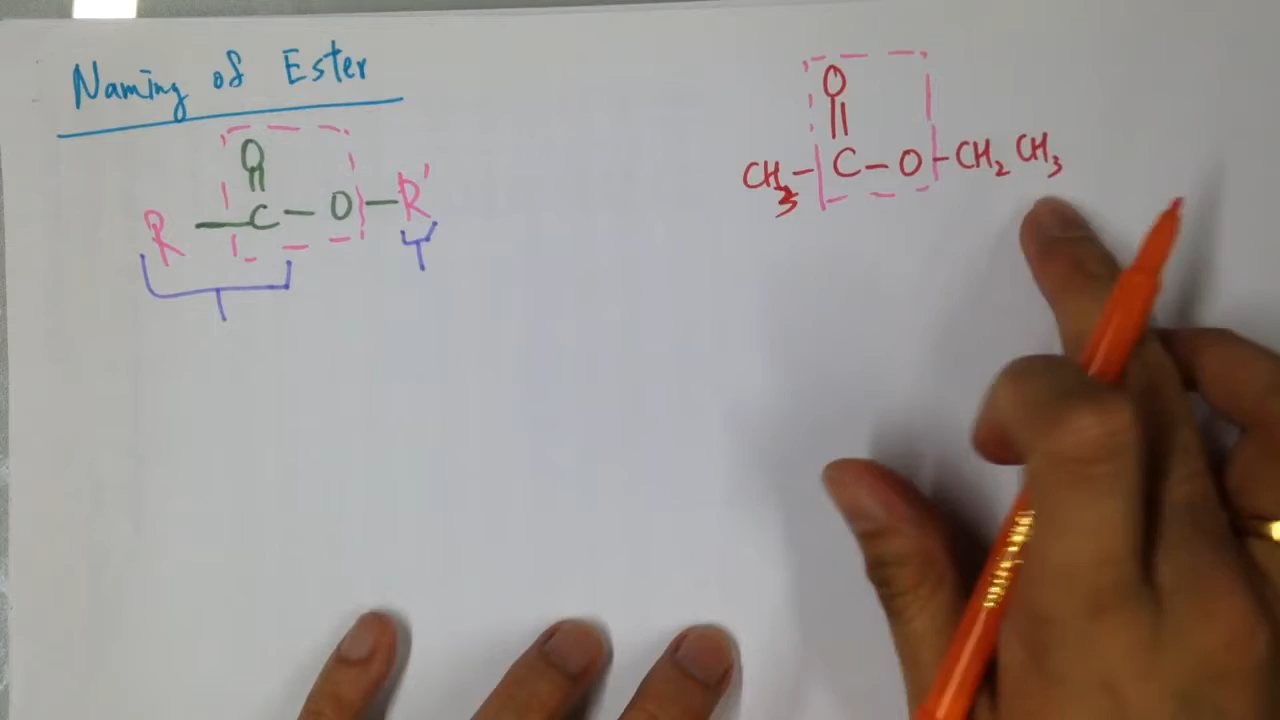 Naming of Ester
O
||
R — C — O — R'
O
||
CH3 — C — O — CH2 CH3